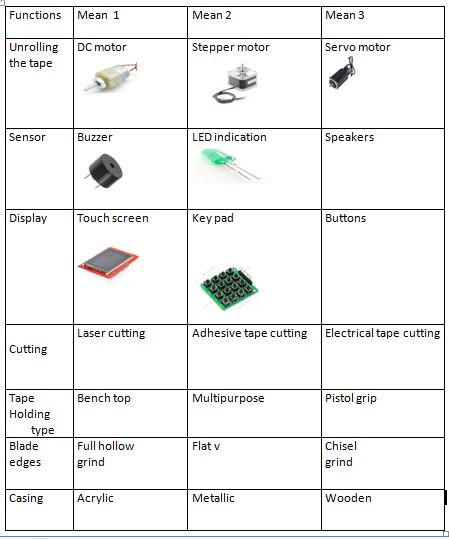 Functions Mean 1 Mean 2 Mean 3
Unrolling the tape DC motor Stepper motor Servo motor
Sensor Buzzer LED indication Speakers
Display Touch screen Key pad Buttons
Cutting Laser cutting Adhesive tape cutting Electrical tape cutting
Tape Holding type Bench top Multipurpose Pistol grip
Blade edges Full hollow grind Flat v Chisel grind
Casing Acrylic Metallic Wooden